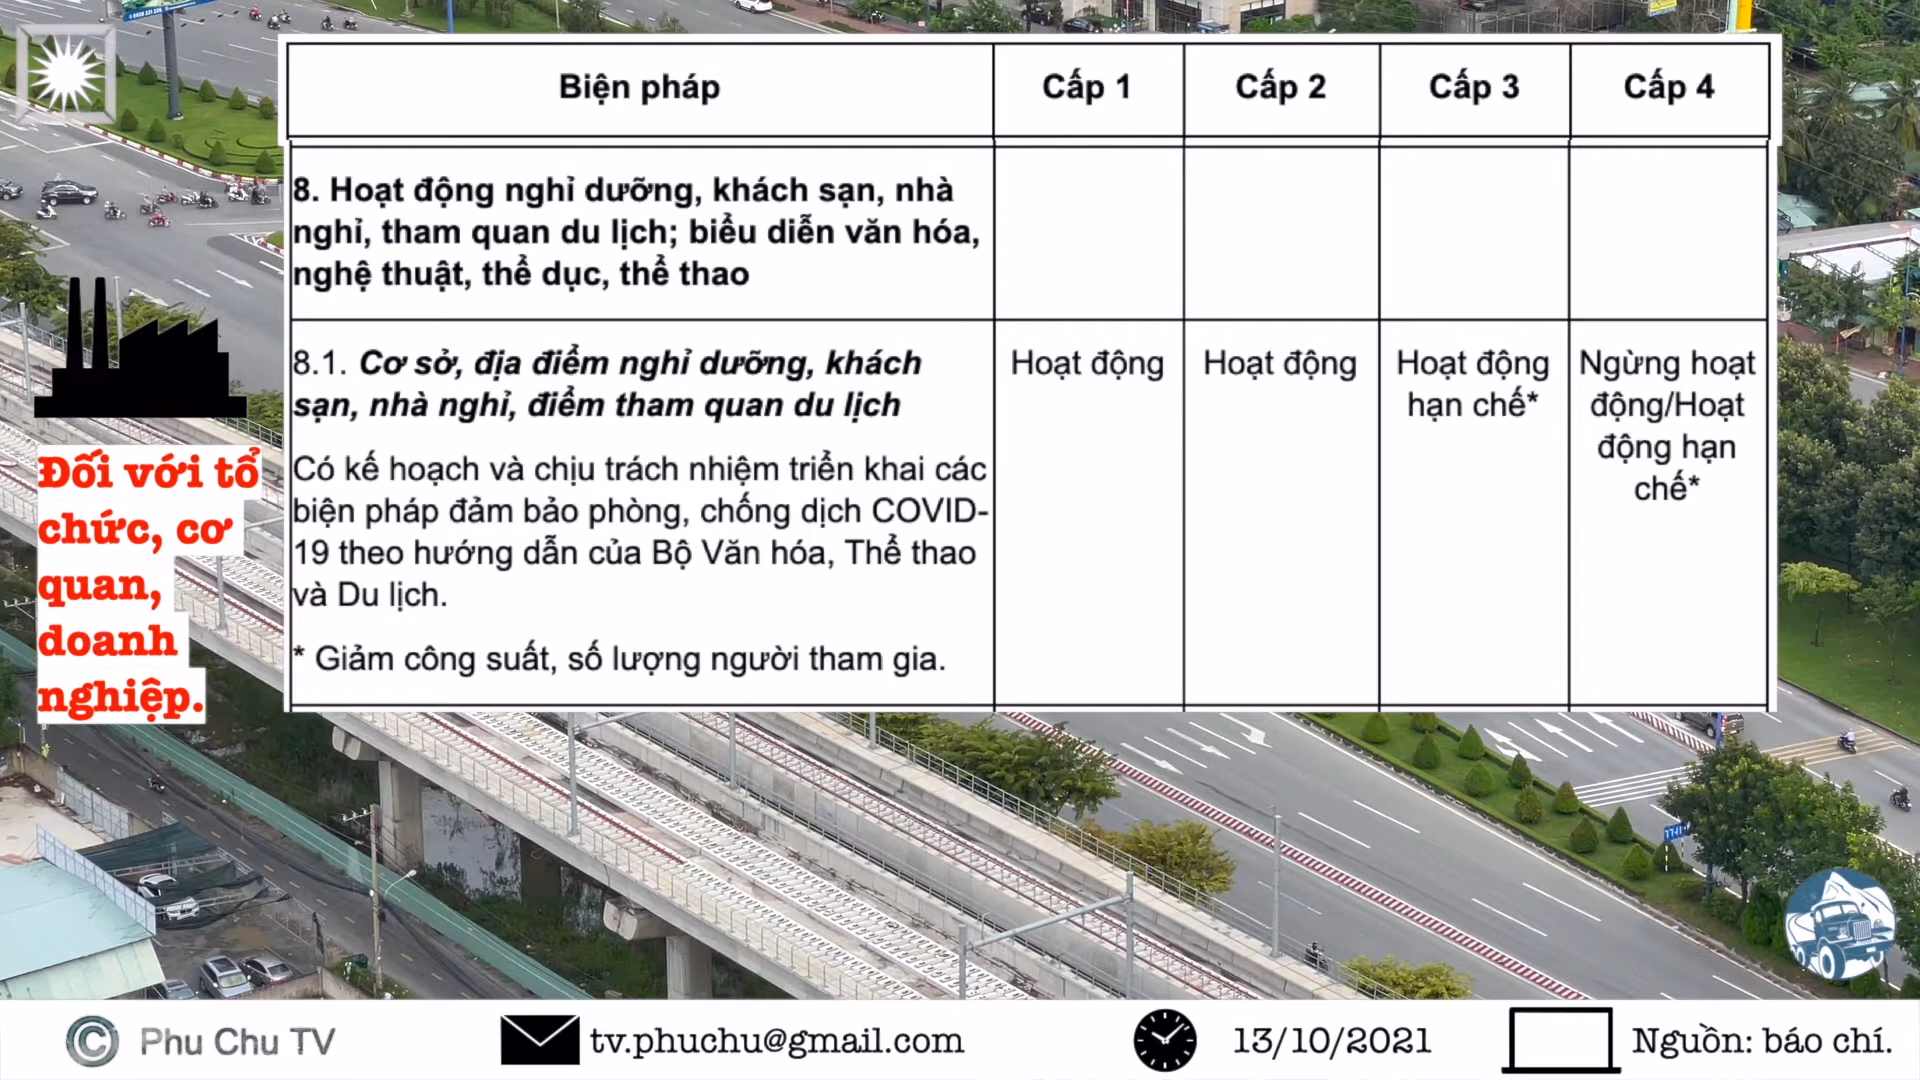 Biện pháp Cấp 1 Cấp 2 Cấp 3 Cấp 4
8. Hoạt động nghỉ dưỡng, khách sạn, nhà
nghỉ, tham quan du lịch; biểu diễn văn hóa,
nghệ thuật, thể dục, thể thao
8.1. Cơ sở, địa điểm nghỉ dưỡng, khách
sạn, nhà nghỉ, điểm tham quan du lịch
Có kế hoạch và chịu trách nhiệm triển khai các
biện pháp đảm bảo phòng, chống dịch COVID-
19 theo hướng dẫn của Bộ Văn hóa, Thể thao
và Du lịch.
* Giảm công suất, số lượng người tham gia.
Hoạt động
Hoạt động
Hoạt động
hạn chế*
Ngừng hoạt
động/Hoạt
động hạn
chế*
Đối với tổ
chức, cơ
quan,
doanh
nghiệp.
© Phu Chu TV
tv.phuchu@gmail.com
13/10/2021
Nguồn: báo chí.